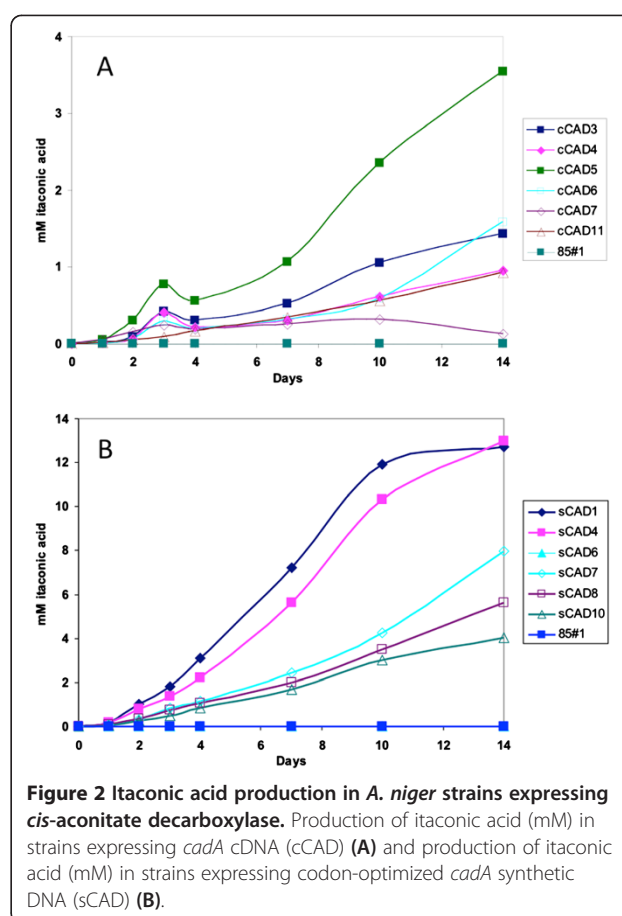 A
4
3
2
1
0
mM itaconic acid
0 2 4 6 8 10 12 14
Days
cCAD3
cCAD4
cCAD5
cCAD6
cCAD7
cCAD11
85#1
B
14
12
10
8
6
4
2
0
mM itaconic acid
0 2 4 6 8 10 12 14
Days
sCAD1
sCAD4
sCAD6
sCAD7
sCAD8
sCAD10
85#1
Figure 2 Itaconic acid production in A. niger strains expressing
cis-aconitate decarboxylase. Production of itaconic acid (mM) in
strains expressing cadA cDNA (cCAD) (A) and production of itaconic
acid (mM) in strains expressing codon-optimized cadA synthetic
DNA (sCAD) (B).